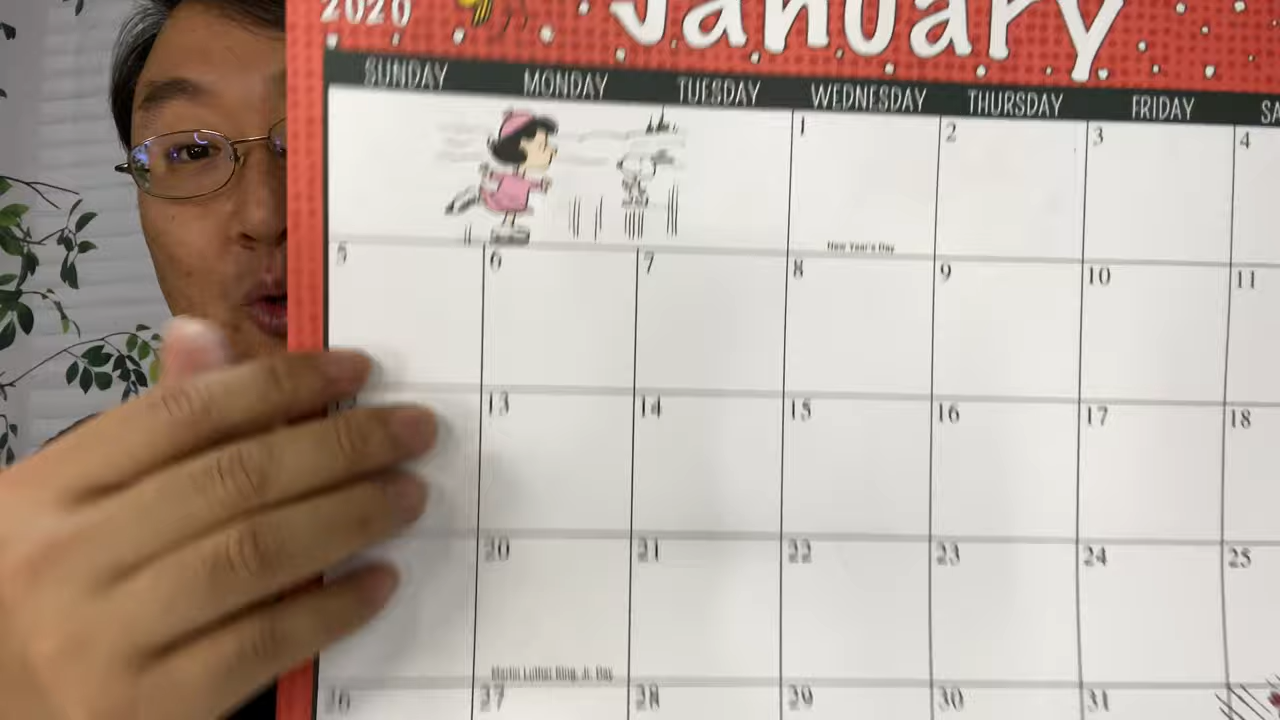 2020 January
SUNDAY MONDAY TUESDAY WEDNESDAY THURSDAY FRIDAY SA
1 2 3 4
New Year's Day
5 6 7 8 9 10 11
13 14 15 16 17 18
20 21 22 23 24 25
Martin Luther King, Jr. Day
26 27 28 29 30 31